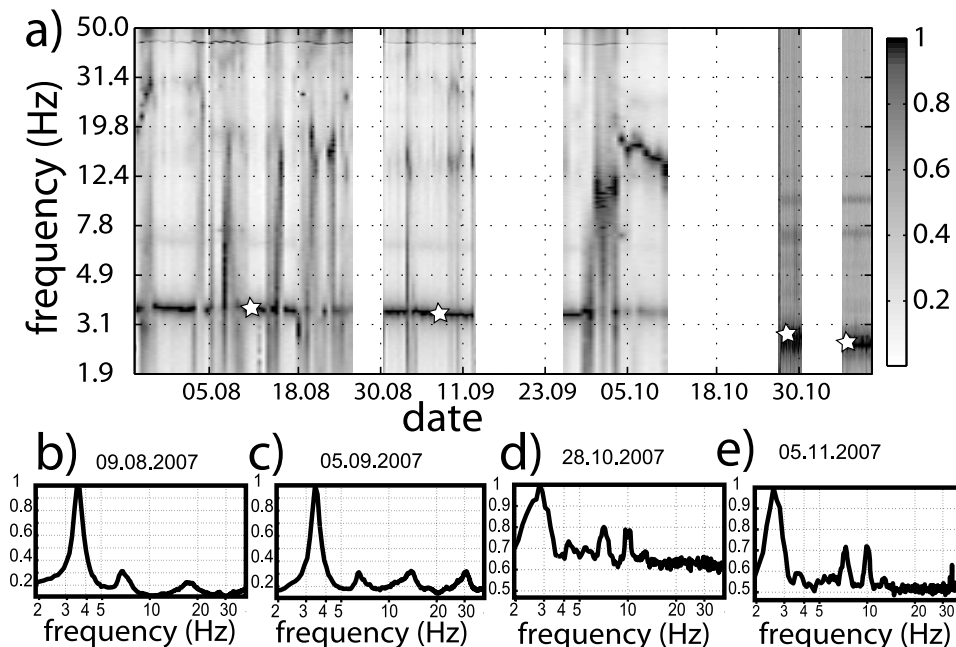 a)
frequency (Hz)
50.0
31.4
19.8
12.4
7.8
4.9
3.1
1.9
05.08 18.08 30.08 11.09 23.09 05.10 18.10 30.10
date
1
0.8
0.6
0.4
0.2
b) 09.08.2007
1
0.8
0.6
0.4
0.2
2 3 4 5 10 20 30
frequency (Hz)
c) 05.09.2007
1
0.8
0.6
0.4
0.2
2 3 4 5 10 20 30
frequency (Hz)
d) 28.10.2007
1
0.9
0.8
0.7
0.6
0.5
2 3 4 5 10 20 30
frequency (Hz)
e) 05.11.2007
1
0.9
0.8
0.7
0.6
0.5
2 3 4 5 10 20 30
frequency (Hz)